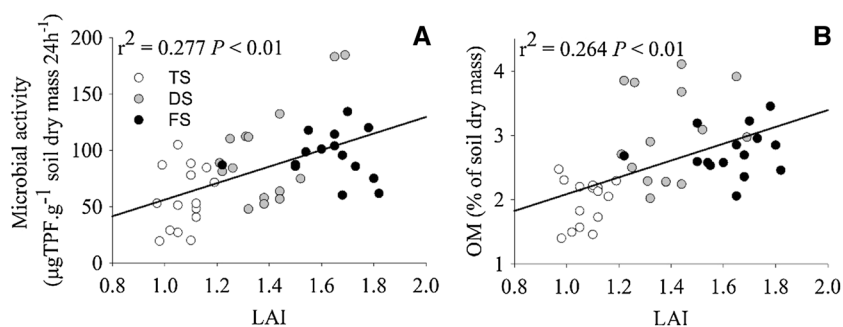 A
r² = 0.277 P < 0.01
Microbial activity
(µgTPF.g⁻¹ soil dry mass 24h⁻¹)
200
150
100
50
0
TS
DS
FS
0.8 1.0 1.2 1.4 1.6 1.8 2.0
LAI
B
r² = 0.264 P < 0.01
OM (% of soil dry mass)
4
3
2
1
0.8 1.0 1.2 1.4 1.6 1.8 2.0
LAI